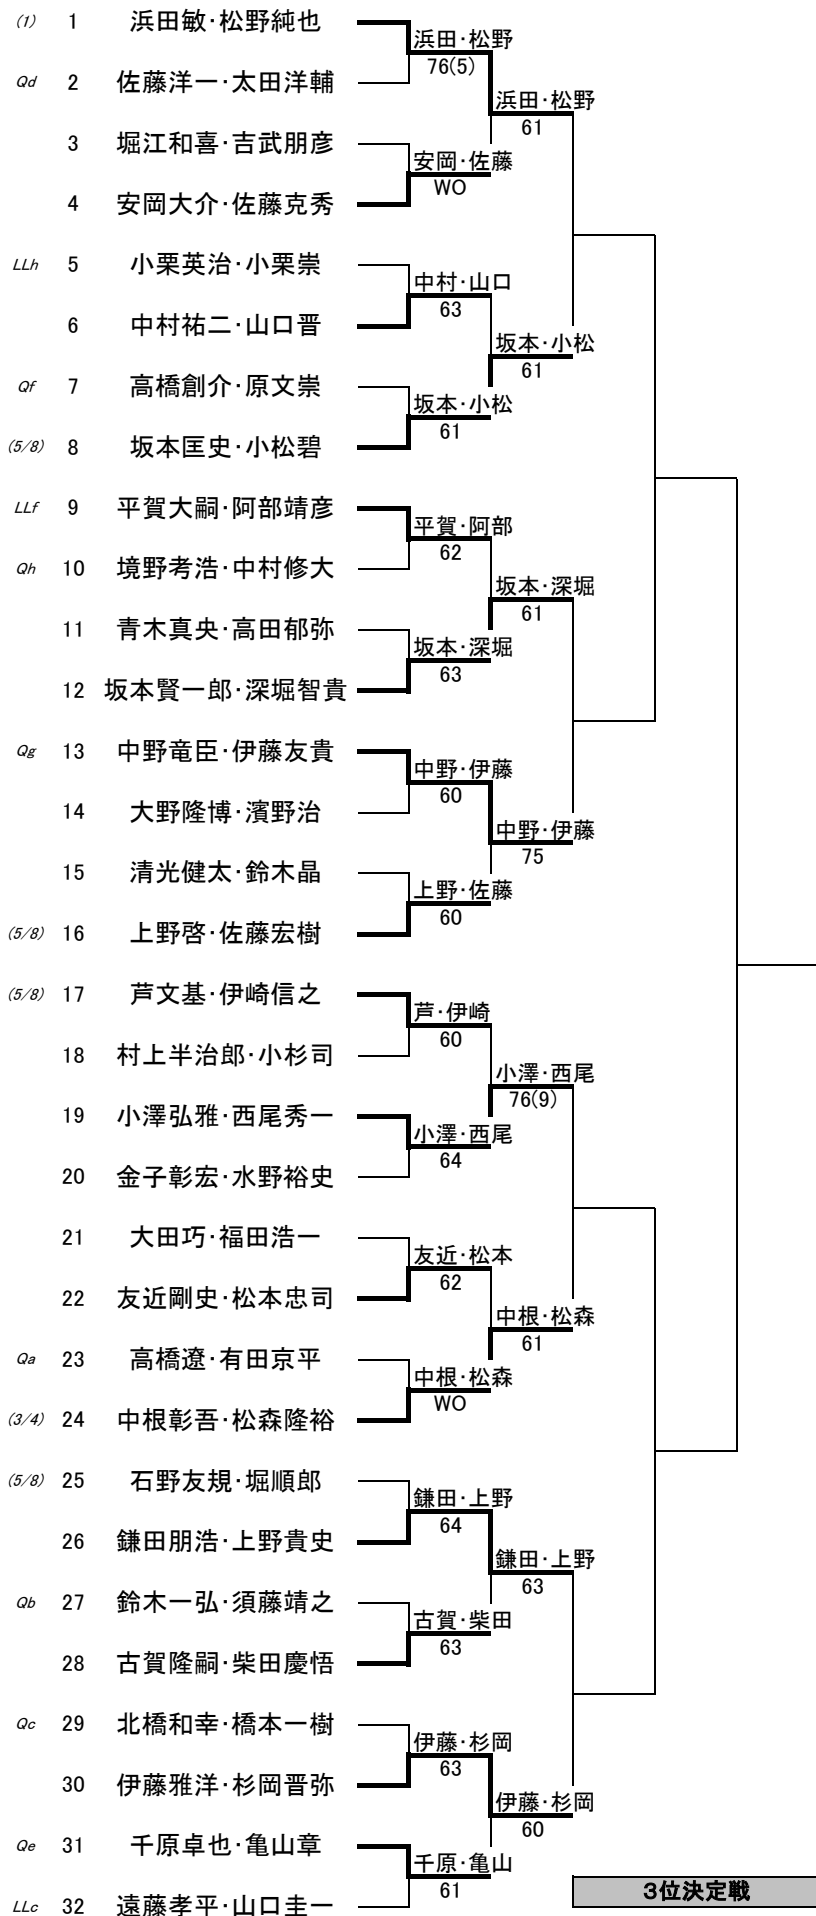 (1) 1 浜田敏・松野純也
浜田・松野
76(5)
Qd 2 佐藤洋一・太田洋輔
浜田・松野
61
3 堀江和喜・吉武朋彦
安岡・佐藤
WO
4 安岡大介・佐藤克秀
LLh 5 小栗英治・小栗崇
中村・山口
63
6 中村祐二・山口晋
坂本・小松
61
Qf 7 高橋創介・原文崇
坂本・小松
61
(5/8) 8 坂本匡史・小松碧
LLf 9 平賀大嗣・阿部靖彦
平賀・阿部
62
Qh 10 境野考浩・中村修大
坂本・深堀
61
11 青木真央・高田郁弥
坂本・深堀
63
12 坂本賢一郎・深堀智貴
Qg 13 中野竜臣・伊藤友貴
中野・伊藤
60
14 大野隆博・濱野治
中野・伊藤
75
15 清光健太・鈴木晶
上野・佐藤
60
(5/8) 16 上野啓・佐藤宏樹
(5/8) 17 芦文基・伊崎信之
芦・伊崎
60
18 村上半治郎・小杉司
小澤・西尾
76(9)
19 小澤弘雅・西尾秀一
小澤・西尾
64
20 金子彰宏・水野裕史
21 大田巧・福田浩一
友近・松本
62
22 友近剛史・松本忠司
中根・松森
61
Qa 23 高橋遼・有田京平
中根・松森
WO
(3/4) 24 中根彰吾・松森隆裕
(5/8) 25 石野友規・堀順郎
鎌田・上野
64
26 鎌田朋浩・上野貴史
鎌田・上野
63
Qb 27 鈴木一弘・須藤靖之
古賀・柴田
63
28 古賀隆嗣・柴田慶悟
Qc 29 北橋和幸・橋本一樹
伊藤・杉岡
63
30 伊藤雅洋・杉岡晋弥
伊藤・杉岡
60
Qe 31 千原卓也・亀山章
千原・亀山
61
3位決定戦
LLc 32 遠藤孝平・山口圭一